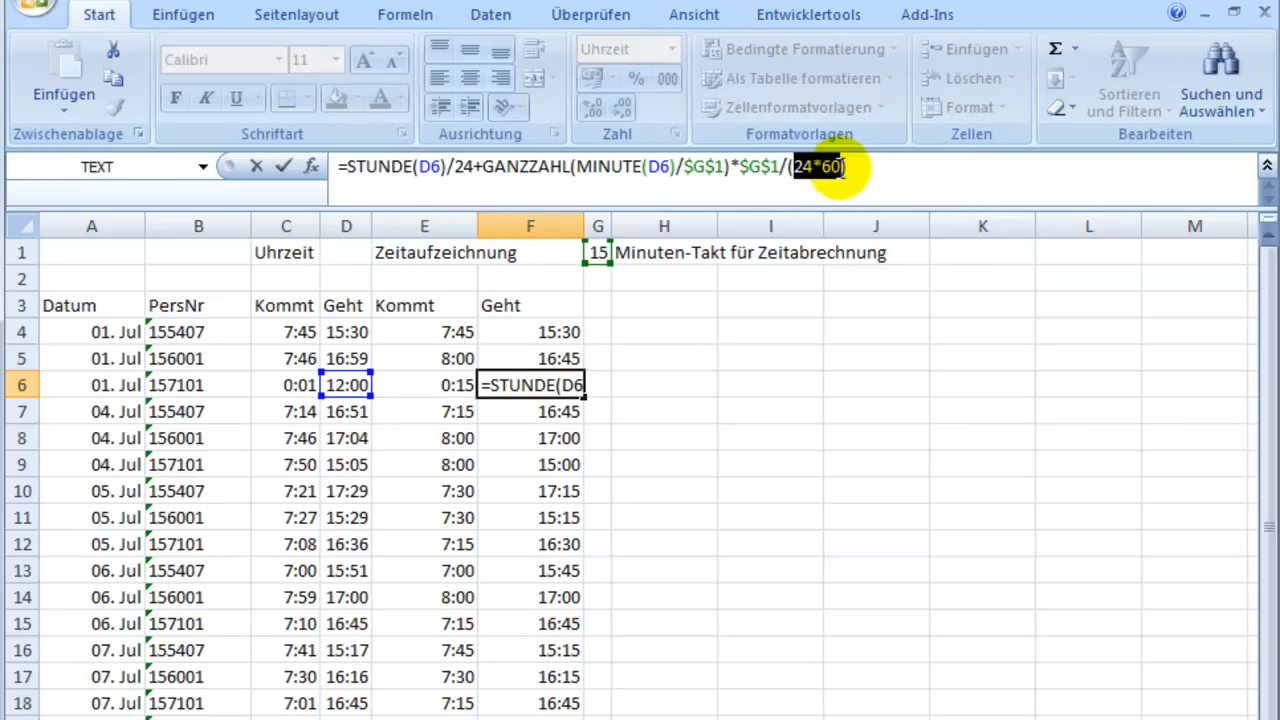 Start Einfügen Seitenlayout Formeln Daten Überprüfen Ansicht Entwicklertools Add-Ins
Einfügen
Zwischenablage
Calibri 11
F K U
Schriftart
Ausrichtung
Uhrzeit
% 000
Zahl
Bedingte Formatierung
Als Tabelle formatieren
Zellenformatvorlagen
Formatvorlagen
Einfügen
Löschen
Format
Zellen
Σ
Sortieren und Filtern
Suchen und Auswählen
Bearbeiten
TEXT fx =STUNDE(D6)/24+GANZZAHL(MINUTE(D6)/$G$1)*$G$1/(24*60)
A B C D E F G H I J K L M
1 Uhrzeit Zeitaufzeichnung 15 Minuten-Takt für Zeitabrechnung
2
3 Datum PersNr Kommt Geht Kommt Geht
4 01. Jul 155407 7:45 15:30 7:45 15:30
5 01. Jul 156001 7:46 16:59 8:00 16:45
6 01. Jul 157101 0:01 12:00 0:15 =STUNDE(D6
7 04. Jul 155407 7:14 16:51 7:15 16:45
8 04. Jul 156001 7:46 17:04 8:00 17:00
9 04. Jul 157101 7:50 15:05 8:00 15:00
10 05. Jul 155407 7:21 17:29 7:30 17:15
11 05. Jul 156001 7:27 15:29 7:30 15:15
12 05. Jul 157101 7:08 16:36 7:15 16:30
13 06. Jul 155407 7:00 15:51 7:00 15:45
14 06. Jul 156001 7:59 17:00 8:00 17:00
15 06. Jul 157101 7:10 16:45 7:15 16:45
16 07. Jul 155407 7:41 15:17 7:45 15:15
17 07. Jul 156001 7:30 16:16 7:30 16:15
18 07. Jul 157101 7:01 16:45 7:15 16:45